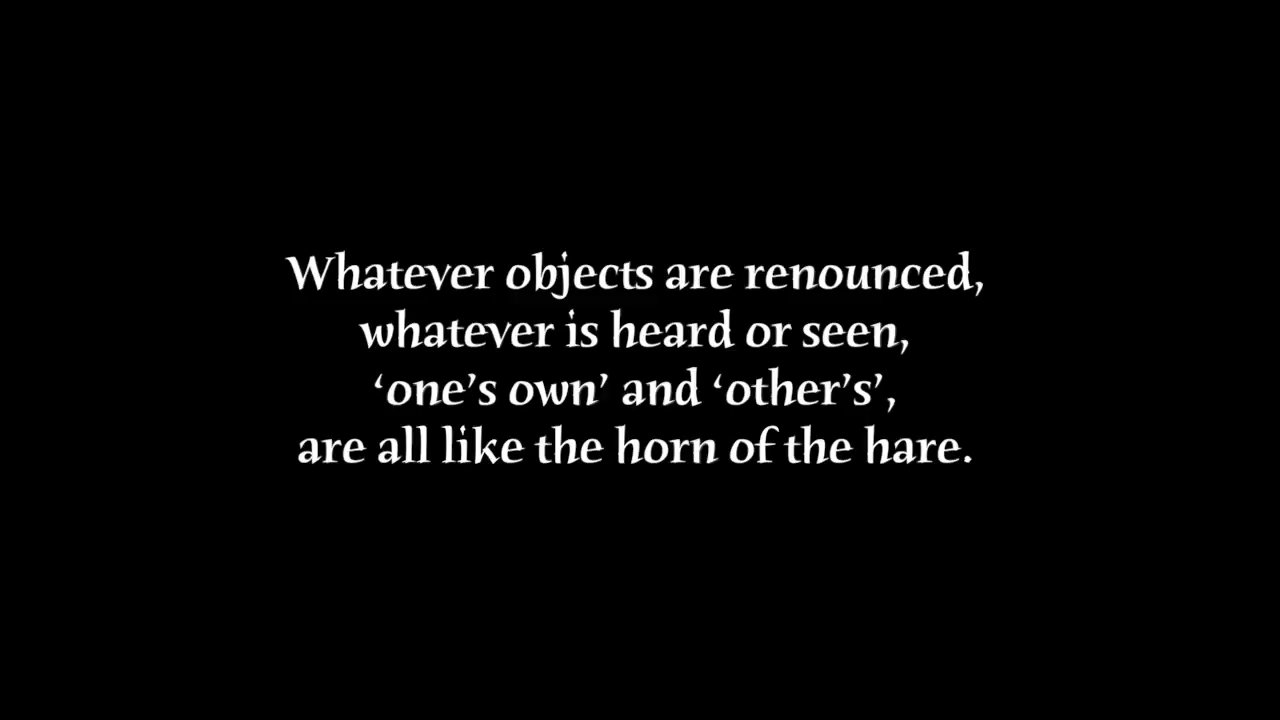 Whatever objects are renounced,
whatever is heard or seen,
‘one’s own’ and ‘other’s’,
are all like the horn of the hare.